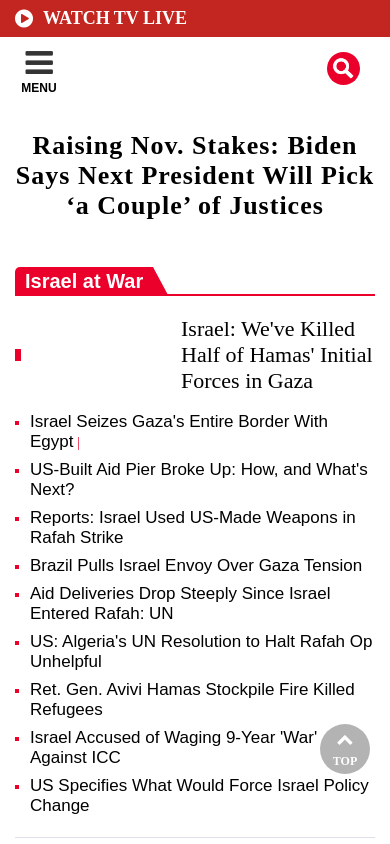 WATCH TV LIVE
MENU
Raising Nov. Stakes: Biden
Says Next President Will Pick
‘a Couple’ of Justices
Israel at War
Israel: We've Killed
Half of Hamas' Initial
Forces in Gaza
Israel Seizes Gaza's Entire Border With
Egypt |
US-Built Aid Pier Broke Up: How, and What's
Next?
Reports: Israel Used US-Made Weapons in
Rafah Strike
Brazil Pulls Israel Envoy Over Gaza Tension
Aid Deliveries Drop Steeply Since Israel
Entered Rafah: UN
US: Algeria's UN Resolution to Halt Rafah Op
Unhelpful
Ret. Gen. Avivi Hamas Stockpile Fire Killed
Refugees
Israel Accused of Waging 9-Year 'War'
Against ICC
TOP
US Specifies What Would Force Israel Policy
Change